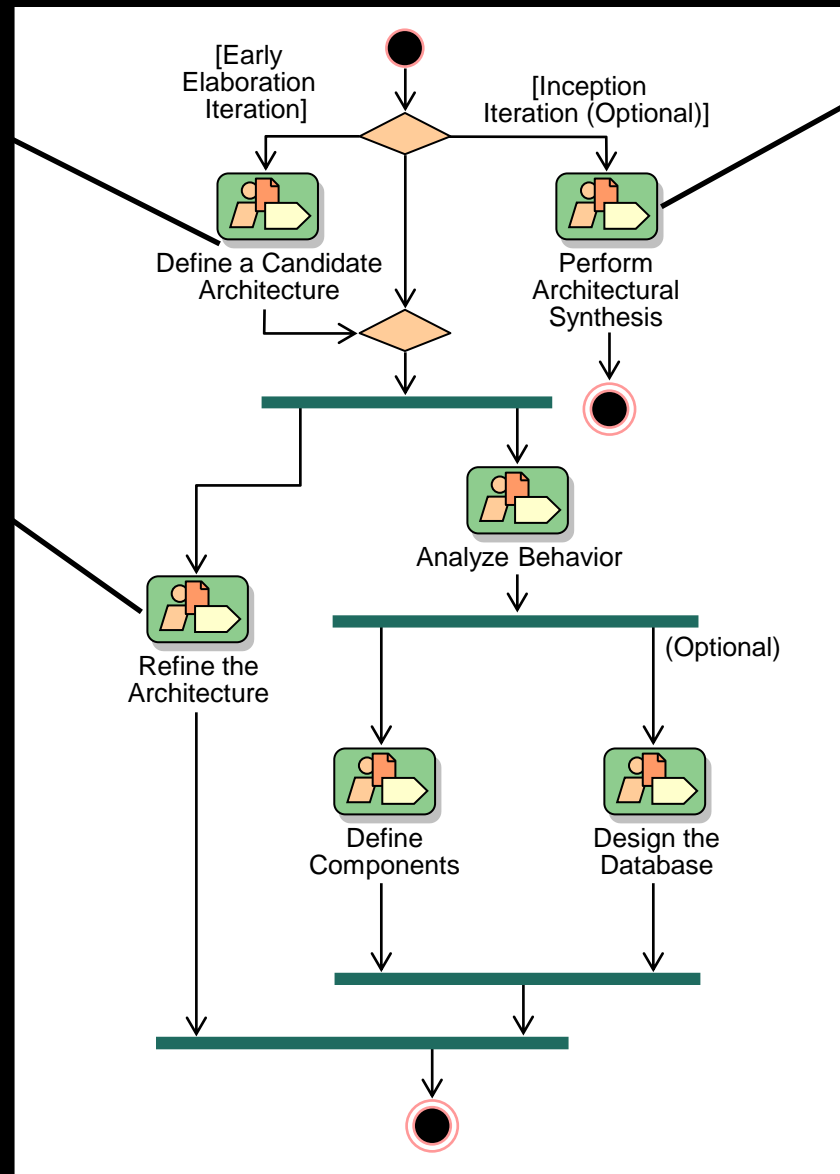 [Early
Elaboration
Iteration]
[Inception
Iteration (Optional)]
Define a Candidate
Architecture
Perform
Architectural
Synthesis
Analyze Behavior
(Optional)
Refine the
Architecture
Define
Components
Design the
Database